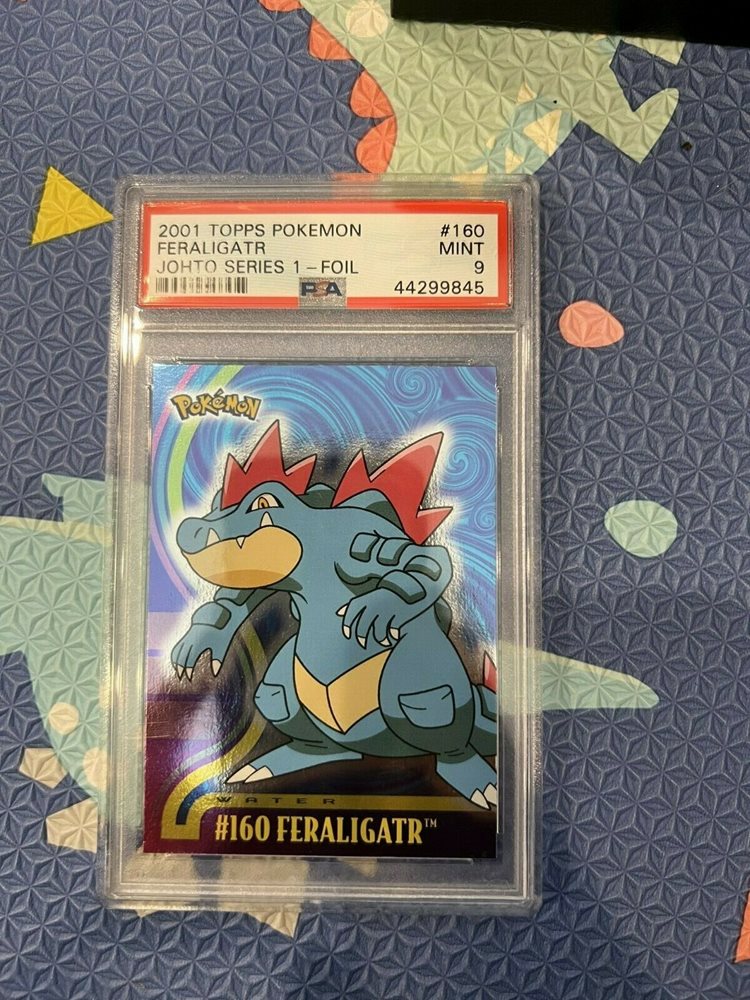 2001 TOPPS POKEMON #160
FERALIGATR MINT
JOHTO SERIES 1 - FOIL 9
PSA 44299845
POKéMON
WATER
#160 FERALIGATR™